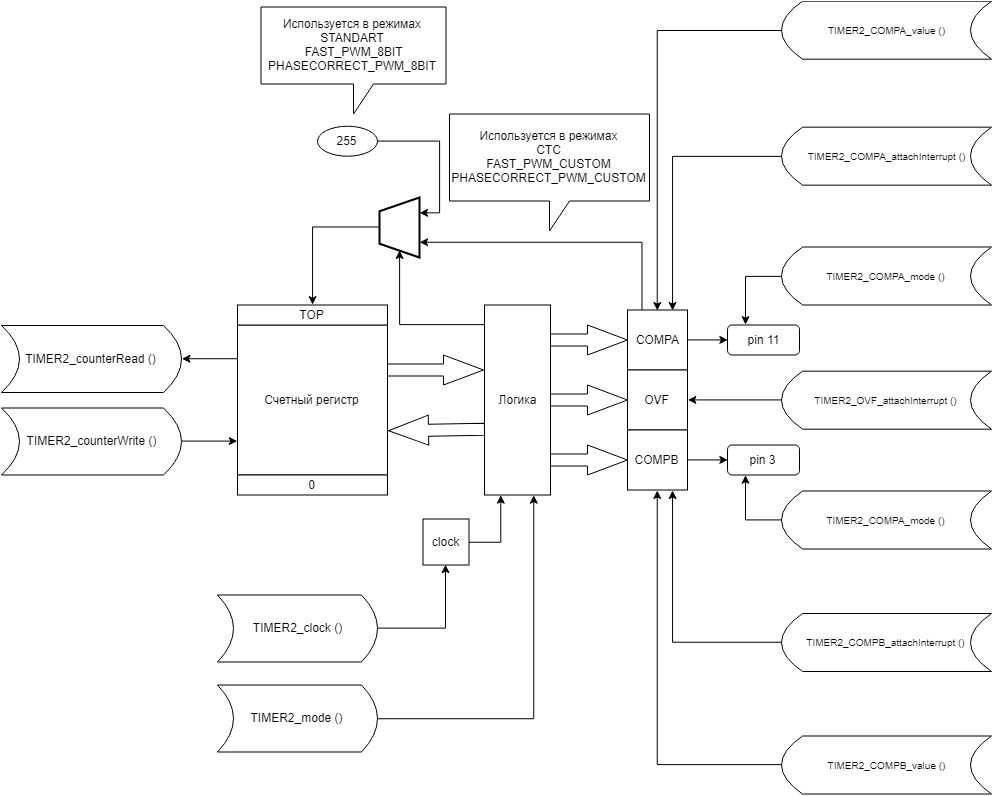 Используется в режимах
STANDART
FAST_PWM_8BIT
PHASECORRECT_PWM_8BIT
TIMER2_COMPA_value ()
255
Используется в режимах
CTC
FAST_PWM_CUSTOM
PHASECORRECT_PWM_CUSTOM
TIMER2_COMPA_attachInterrupt ()
TIMER2_COMPA_mode ()
TOP
TIMER2_counterRead ()
TIMER2_counterWrite ()
Счетный регистр
0
Логика
COMPA
OVF
COMPB
pin 11
TIMER2_OVF_attachInterrupt ()
pin 3
TIMER2_COMPA_mode ()
clock
TIMER2_clock ()
TIMER2_COMPB_attachInterrupt ()
TIMER2_mode ()
TIMER2_COMPB_value ()